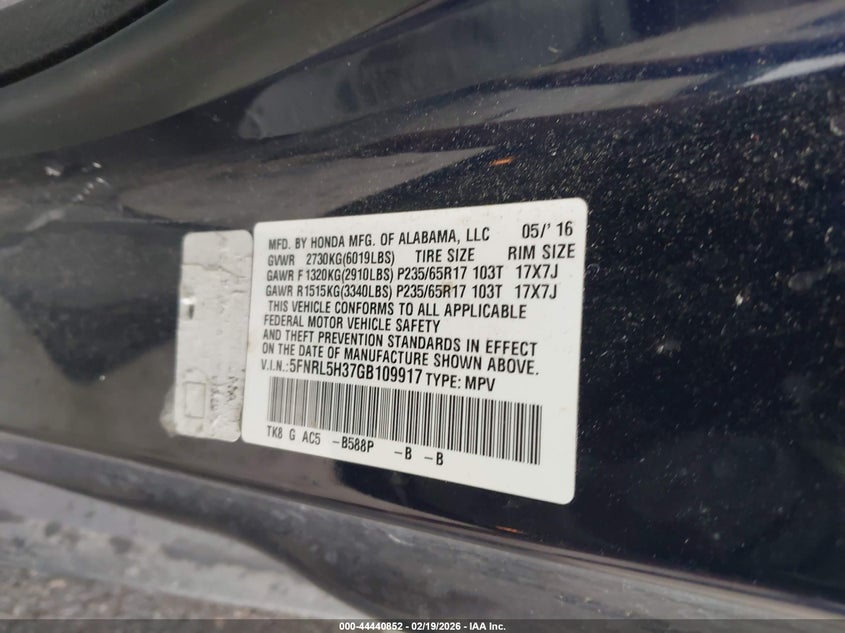 MFD. BY HONDA MFG. OF ALABAMA, LLC 05/' 16
GVWR 2730KG(6019LBS) TIRE SIZE RIM SIZE
GAWR F1320KG(2910LBS) P235/65R17 103T 17X7J
GAWR R1515KG(3340LBS) P235/65R17 103T 17X7J
THIS VEHICLE CONFORMS TO ALL APPLICABLE
FEDERAL MOTOR VEHICLE SAFETY
AND THEFT PREVENTION STANDARDS IN EFFECT
ON THE DATE OF MANUFACTURE SHOWN ABOVE.
V.I.N.:5FNRL5H37GB109917 TYPE: MPV
TK8 G AC5 -B588P -B -B
000-44440852 - 02/19/2026 - IAA Inc.